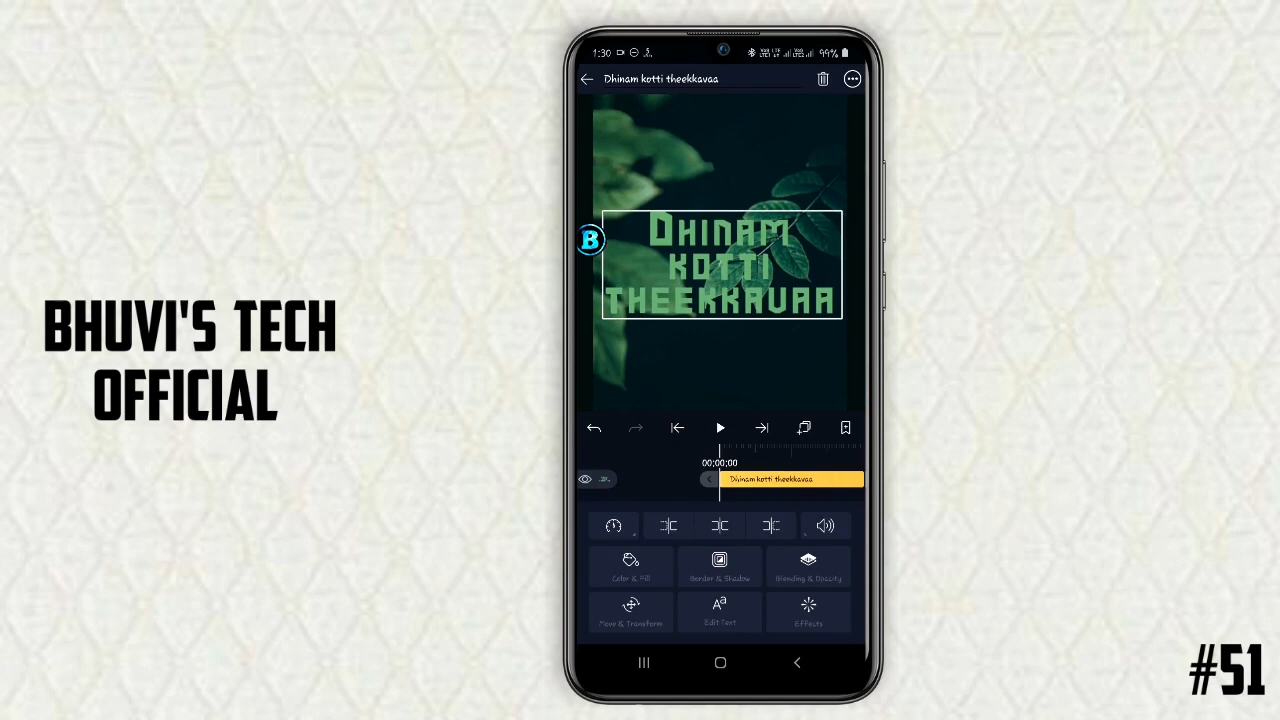 BHUVI'S TECH
OFFICIAL
1:30
99%
Dhinam kotti theekkavaa
B
DHINAM
KOTTI
THEEKKAVAA
00;00;00
Dhinam kotti theekkavaa
Color & Fill
Border & Shadow
Blending & Opacity
Move & Transform
Aa
Edit Text
Effects
#51